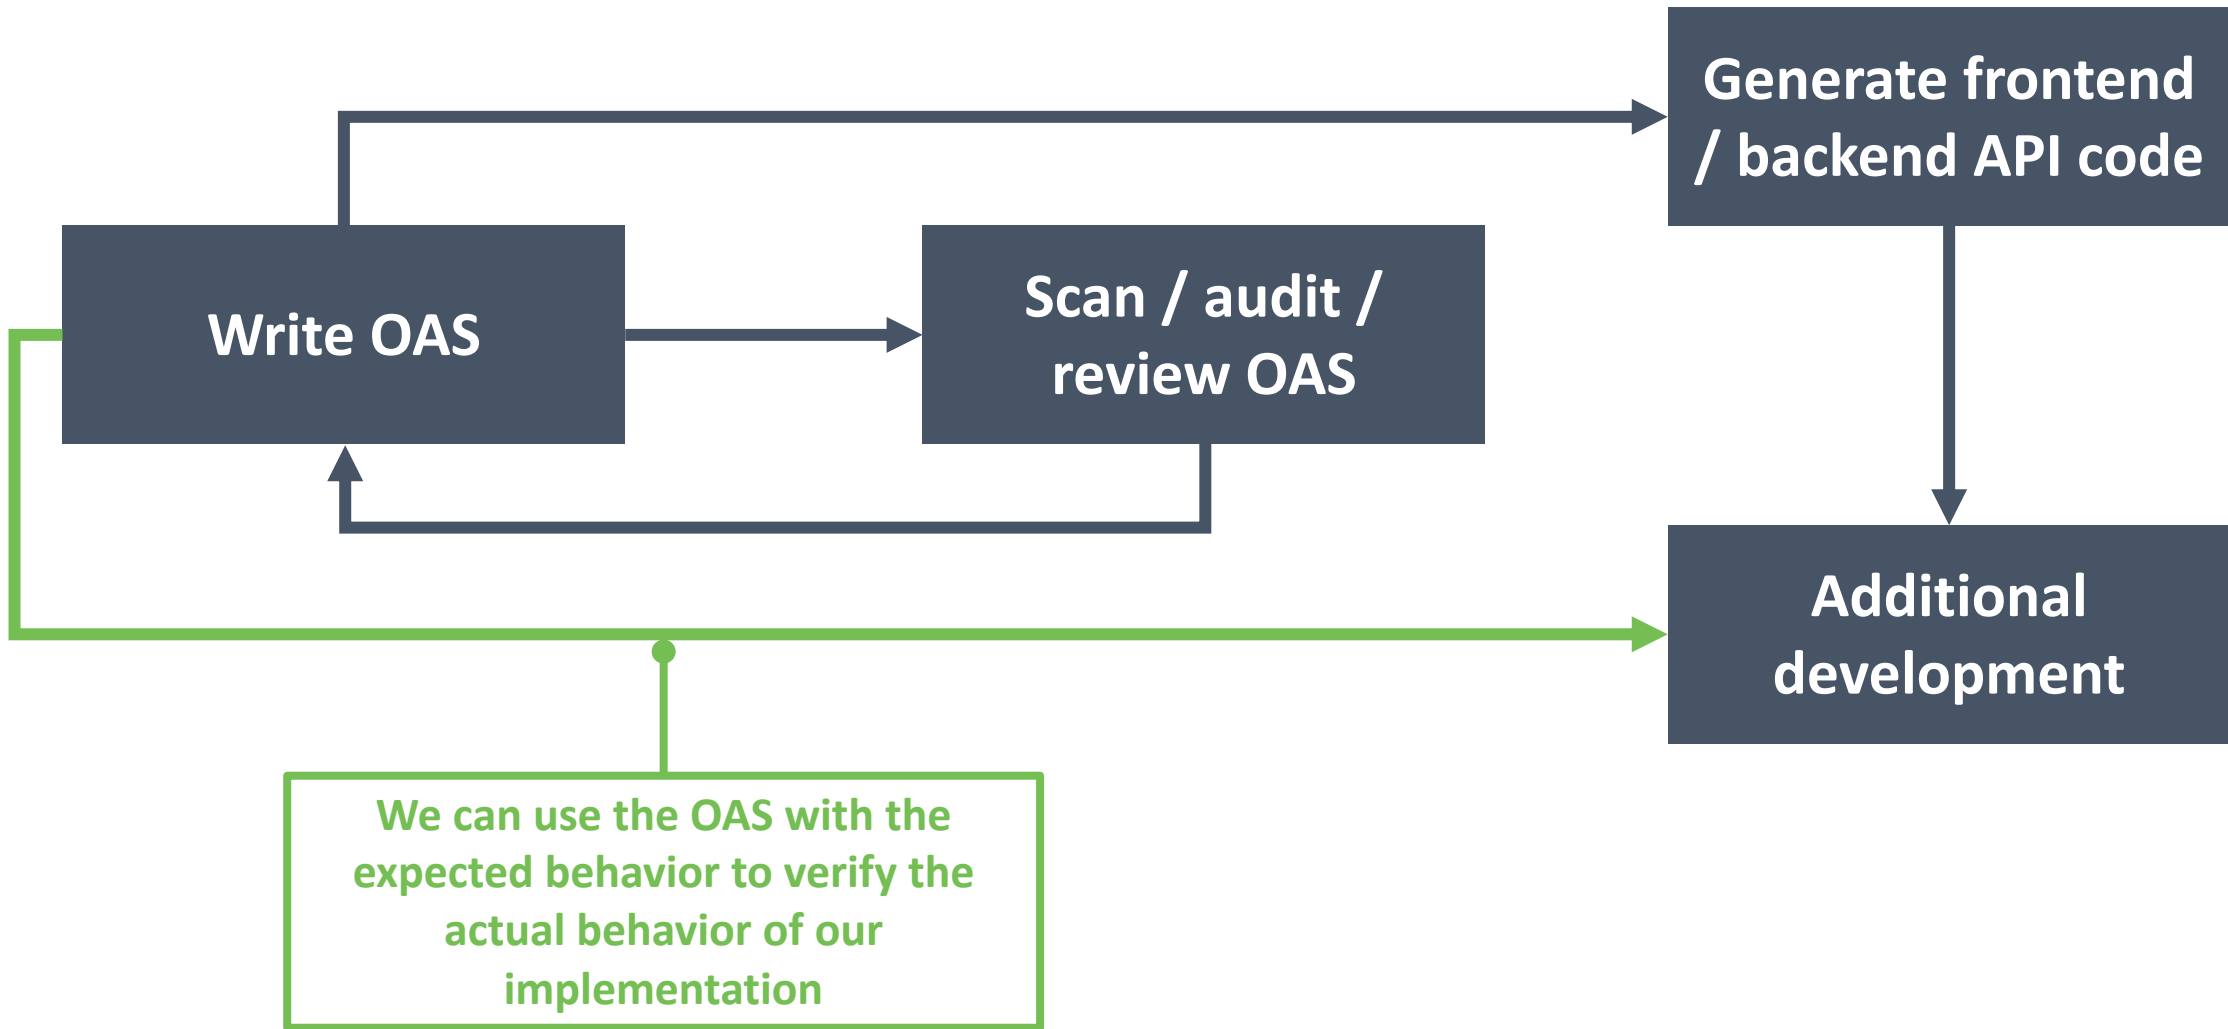 Generate frontend
/ backend API code
Write OAS
Scan / audit /
review OAS
Additional
development
We can use the OAS with the
expected behavior to verify the
actual behavior of our
implementation